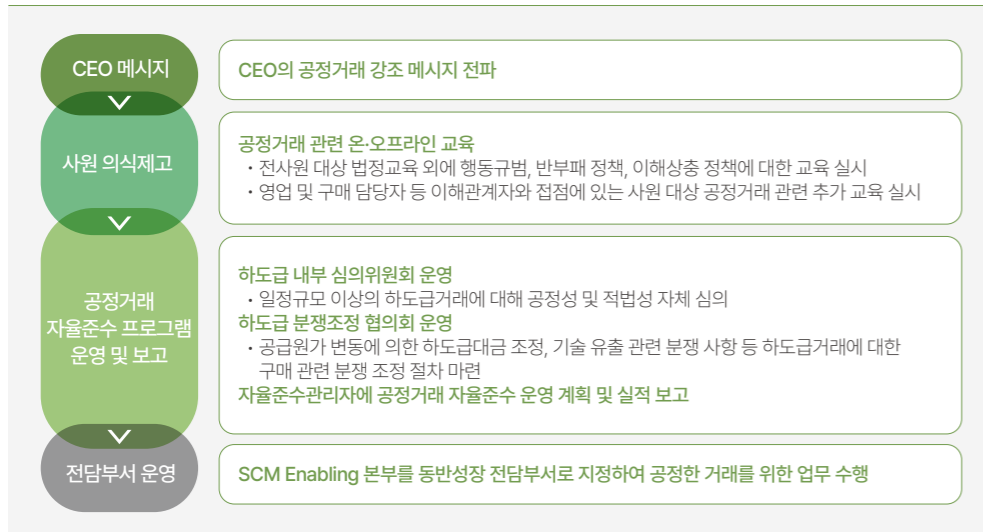 CEO 메시지
CEO의 공정거래 강조 메시지 전파
사원 의식제고
공정거래 관련 온·오프라인 교육
· 전사원 대상 법정교육 외에 행동규범, 반부패 정책, 이해상충 정책에 대한 교육 실시
· 영업 및 구매 담당자 등 이해관계자와 접점에 있는 사원 대상 공정거래 관련 추가 교육 실시
공정거래
자율준수 프로그램
운영 및 보고
하도급 내부 심의위원회 운영
· 일정규모 이상의 하도급거래에 대해 공정성 및 적법성 자체 심의
하도급 분쟁조정 협의회 운영
· 공급원가 변동에 의한 하도급대금 조정, 기술 유출 관련 분쟁 사항 등 하도급거래에 대한
구매 관련 분쟁 조정 절차 마련
자율준수관리자에 공정거래 자율준수 운영 계획 및 실적 보고
전담부서 운영
SCM Enabling 본부를 동반성장 전담부서로 지정하여 공정한 거래를 위한 업무 수행